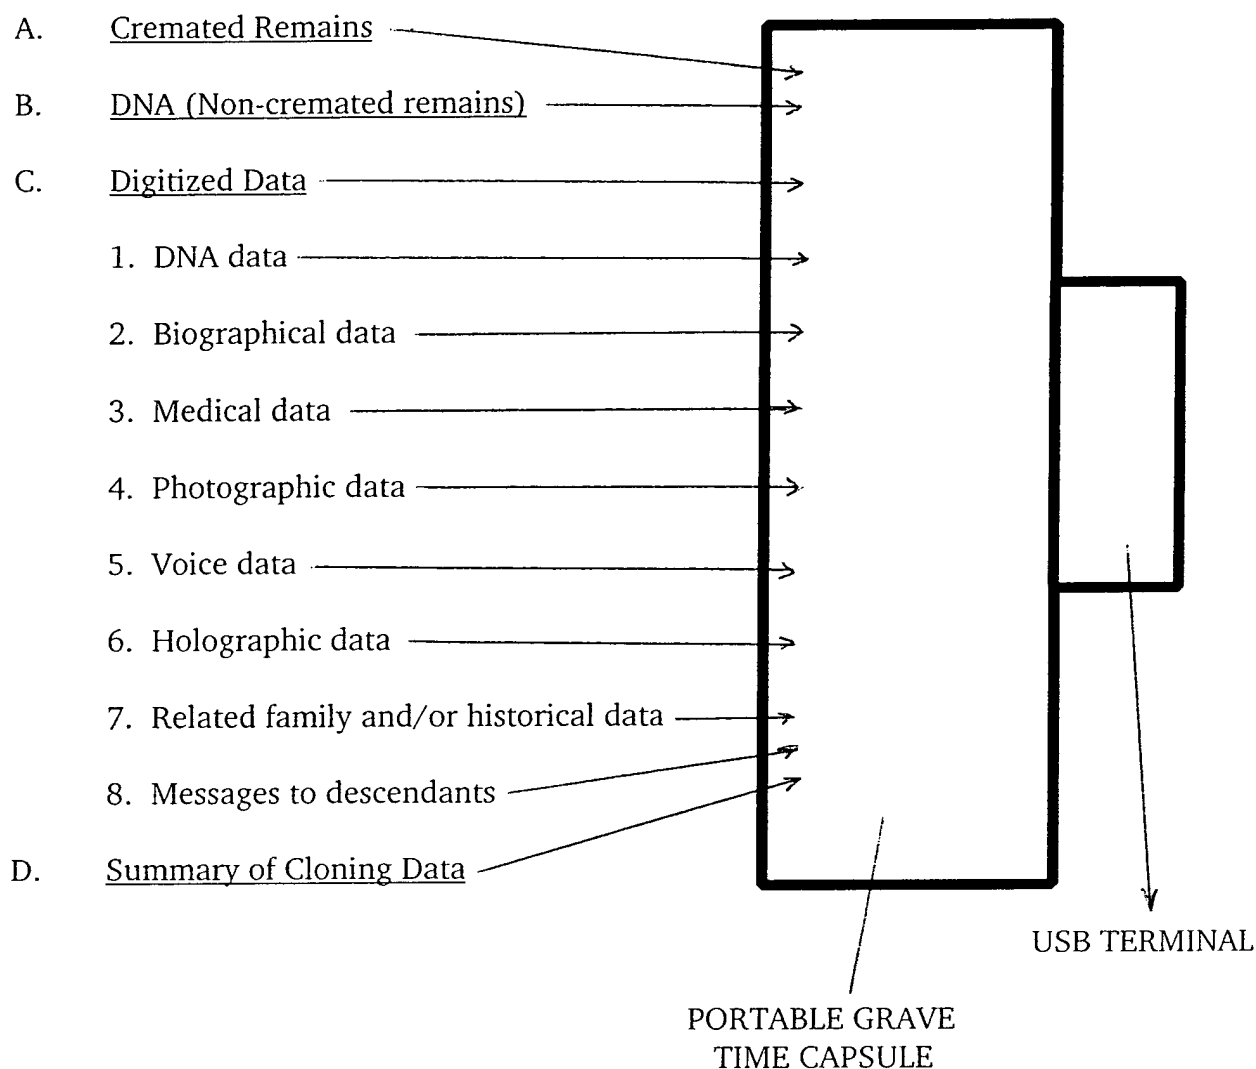 A. Cremated Remains
B. DNA (Non-cremated remains)
C. Digitized Data
1. DNA data
2. Biographical data
3. Medical data
4. Photographic data
5. Voice data
6. Holographic data
7. Related family and/or historical data
8. Messages to descendants
D. Summary of Cloning Data
USB TERMINAL
PORTABLE GRAVE
TIME CAPSULE